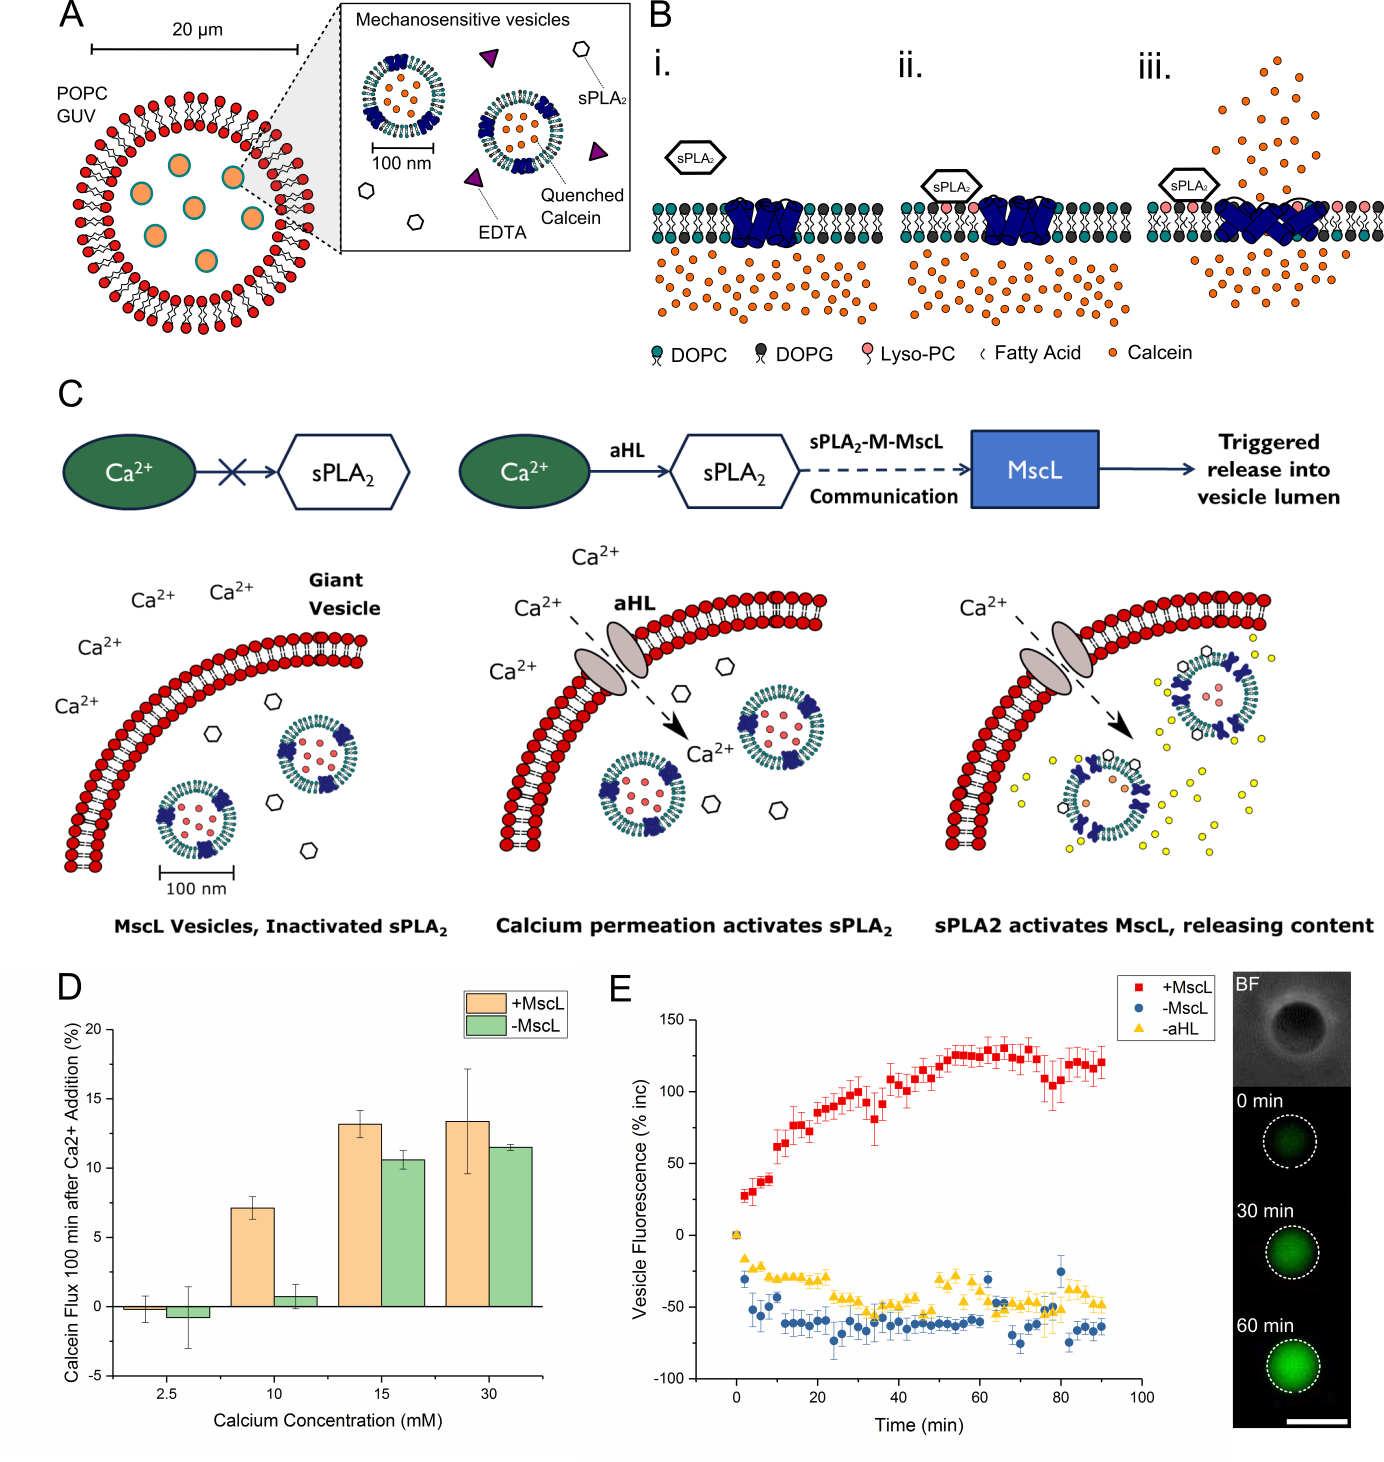 A
20 μm
POPC
GUV
Mechanosensitive vesicles
sPLA2
100 nm
Quenched
Calcein
EDTA
B
i.
ii.
iii.
sPLA2
sPLA2
sPLA2
DOPC
DOPG
Lyso-PC
Fatty Acid
Calcein
C
Ca2+
sPLA2
Ca2+
aHL
sPLA2
sPLA2-M-MscL
Communication
MscL
Triggered
release into
vesicle lumen
Ca2+
Ca2+
Ca2+
Ca2+
Giant
Vesicle
100 nm
Ca2+
Ca2+
Ca2+
aHL
Ca2+
Ca2+
MscL Vesicles, Inactivated sPLA2
Calcium permeation activates sPLA2
sPLA2 activates MscL, releasing content
D
+MscL
-MscL
Calcein Flux 100 min after Ca2+ Addition (%)
20
15
10
5
0
-5
2.5
10
15
30
Calcium Concentration (mM)
E
+MscL
-MscL
-aHL
Vesicle Fluorescence (% inc)
150
100
50
0
-50
-100
0
20
40
60
80
100
Time (min)
BF
0 min
30 min
60 min